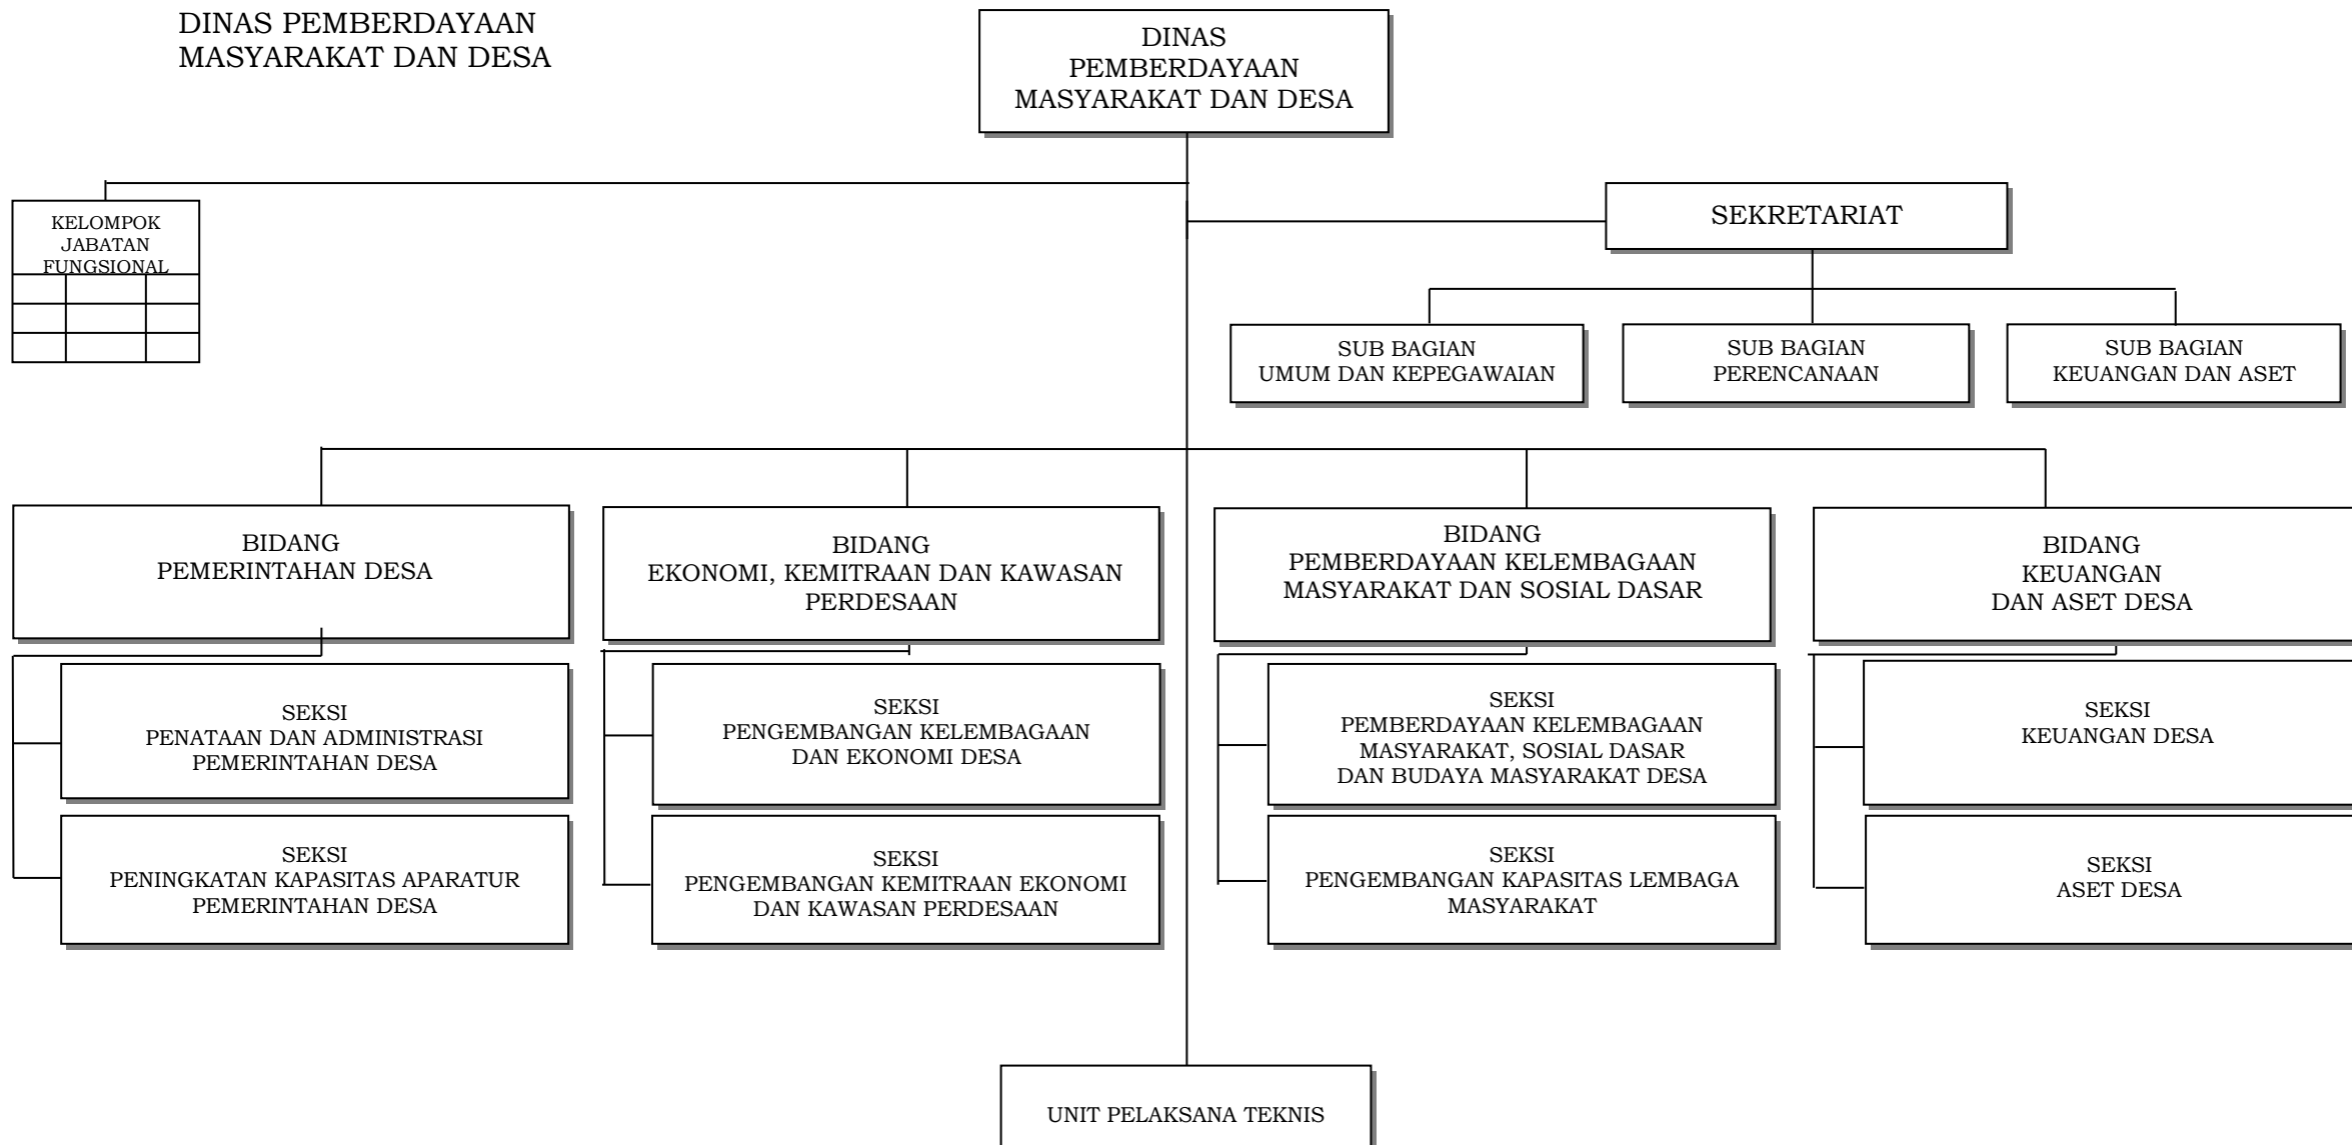 DINAS PEMBERDAYAAN
MASYARAKAT DAN DESA
DINAS
PEMBERDAYAAN
MASYARAKAT DAN DESA
KELOMPOK
JABATAN
FUNGSIONAL
SEKRETARIAT
SUB BAGIAN
UMUM DAN KEPEGAWAIAN
SUB BAGIAN
PERENCANAAN
SUB BAGIAN
KEUANGAN DAN ASET
BIDANG
PEMERINTAHAN DESA
BIDANG
EKONOMI, KEMITRAAN DAN KAWASAN
PERDESAAN
BIDANG
PEMBERDAYAAN KELEMBAGAAN
MASYARAKAT DAN SOSIAL DASAR
BIDANG
KEUANGAN
DAN ASET DESA
SEKSI
PENATAAN DAN ADMINISTRASI
PEMERINTAHAN DESA
SEKSI
PENGEMBANGAN KELEMBAGAAN
DAN EKONOMI DESA
SEKSI
PEMBERDAYAAN KELEMBAGAAN
MASYARAKAT, SOSIAL DASAR
DAN BUDAYA MASYARAKAT DESA
SEKSI
KEUANGAN DESA
SEKSI
PENINGKATAN KAPASITAS APARATUR
PEMERINTAHAN DESA
SEKSI
PENGEMBANGAN KEMITRAAN EKONOMI
DAN KAWASAN PERDESAAN
SEKSI
PENGEMBANGAN KAPASITAS LEMBAGA
MASYARAKAT
SEKSI
ASET DESA
UNIT PELAKSANA TEKNIS